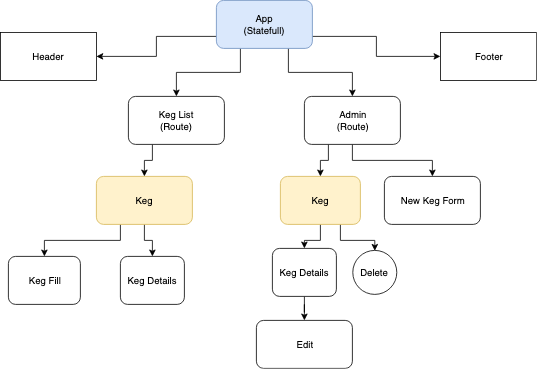 App
(Statefull)
Header
Footer
Keg List
(Route)
Admin
(Route)
Keg
Keg
New Keg Form
Keg Fill
Keg Details
Keg Details
Delete
Edit